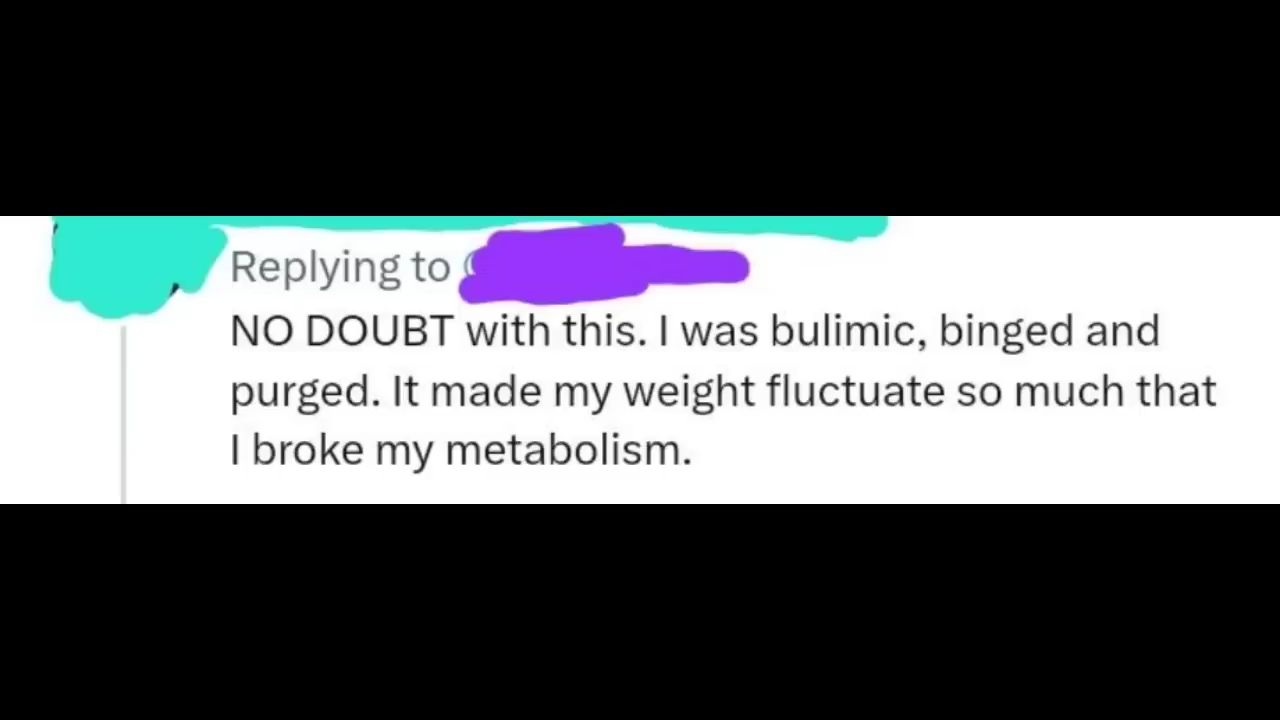 Replying to
NO DOUBT with this. I was bulimic, binged and
purged. It made my weight fluctuate so much that
I broke my metabolism.